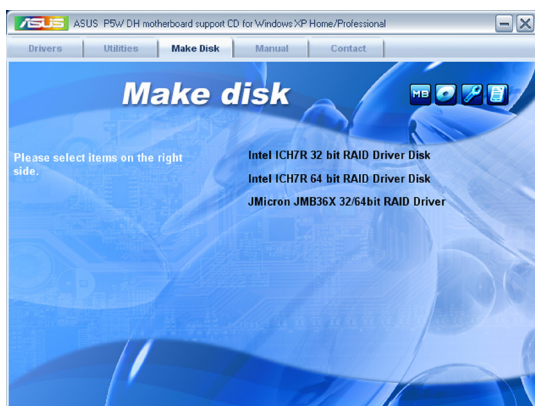 ASUS ASUS P5W DH motherboard support CD for Windows XP Home/Professional
Drivers Utilities Make Disk Manual Contact
Make disk
MB
Please select items on the right
side.
Intel ICH7R 32 bit RAID Driver Disk
Intel ICH7R 64 bit RAID Driver Disk
JMicron JMB36X 32/64bit RAID Driver